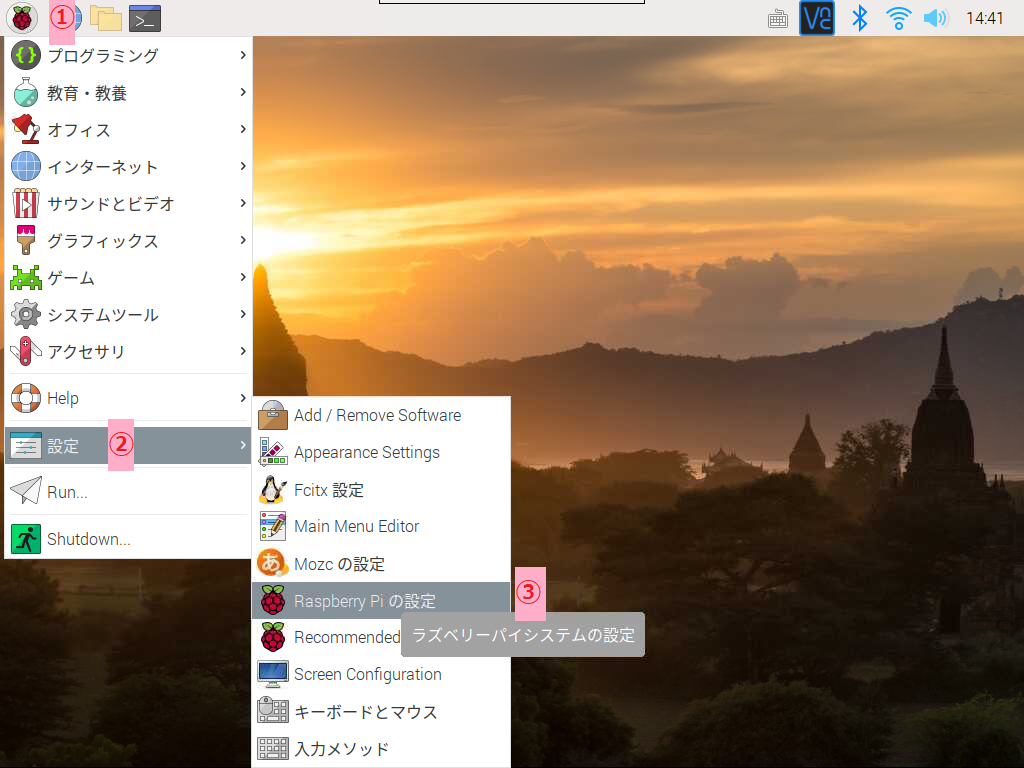 ①
VNC
14:41
プログラミング
教育・教養
オフィス
インターネット
サウンドとビデオ
グラフィックス
ゲーム
システムツール
アクセサリ
Help
設定
②
Run...
Shutdown...
Add / Remove Software
Appearance Settings
Fcitx 設定
Main Menu Editor
あ
Mozc の設定
Raspberry Pi の設定
③
Recommended
ラズベリーパイシステムの設定
Screen Configuration
キーボードとマウス
入力メソッド